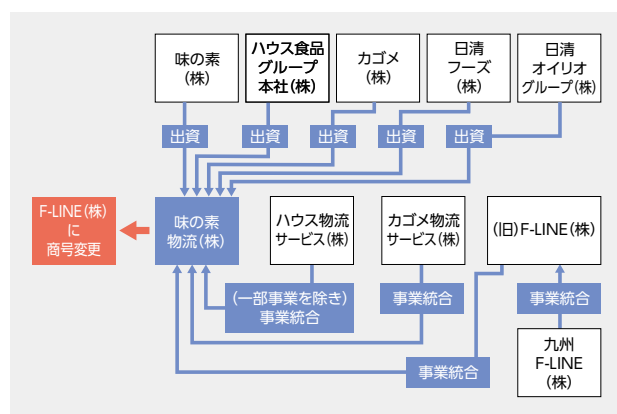 味の素
(株)
ハウス食品
グループ
本社(株)
カゴメ
(株)
日清
フーズ
(株)
日清
オイリオ
グループ(株)
出資
出資
出資
出資
出資
F-LINE(株)
に
商号変更
味の素
物流(株)
ハウス物流
サービス(株)
カゴメ物流
サービス(株)
(旧)F-LINE(株)
(一部事業を除き)
事業統合
事業統合
事業統合
事業統合
九州
F-LINE
(株)